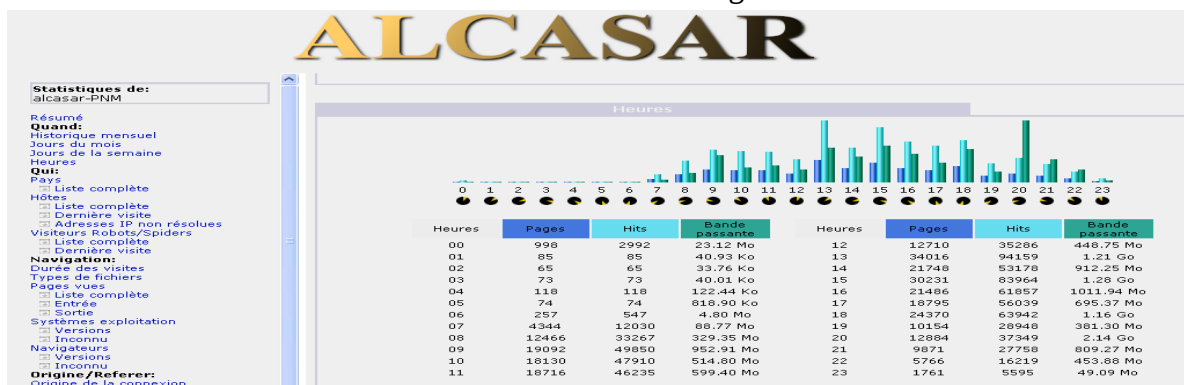 ALCASAR
Statistiques de:
alcasar-PNM
Résumé
Quand:
Historique mensuel
Jours du mois
Jours de la semaine
Heures
Qui:
Pays
Liste complète
Hôtes
Liste complète
Dernière visite
Adresses IP non résolues
Visiteurs Robots/Spiders
Liste complète
Dernière visite
Navigation:
Durée des visites
Types de fichiers
Pages vues
Liste complète
Entrée
Sortie
Systèmes exploitation
Versions
Inconnu
Navigateurs
Versions
Inconnu
Origine/Referer:
Origine de la connexion
Heures
0 1 2 3 4 5 6 7 8 9 10 11 12 13 14 15 16 17 18 19 20 21 22 23
Heures Pages Hits Bande passante Heures Pages Hits Bande passante
00 998 2992 23.12 Mo 12 12710 35286 448.75 Mo
01 85 85 40.93 Ko 13 34016 94159 1.21 Go
02 65 65 33.76 Ko 14 21748 53178 912.25 Mo
03 73 73 40.01 Ko 15 30231 83964 1.28 Go
04 118 118 122.44 Ko 16 21486 61857 1011.94 Mo
05 74 74 818.90 Ko 17 18795 56039 695.37 Mo
06 257 547 4.80 Mo 18 24370 63942 1.16 Go
07 4344 12030 88.77 Mo 19 10154 28948 381.30 Mo
08 12466 33267 329.35 Mo 20 12884 37349 2.14 Go
09 19092 49850 952.91 Mo 21 9871 27758 809.27 Mo
10 18130 47910 514.80 Mo 22 5766 16219 453.88 Mo
11 18716 46235 599.40 Mo 23 1761 5595 49.09 Mo